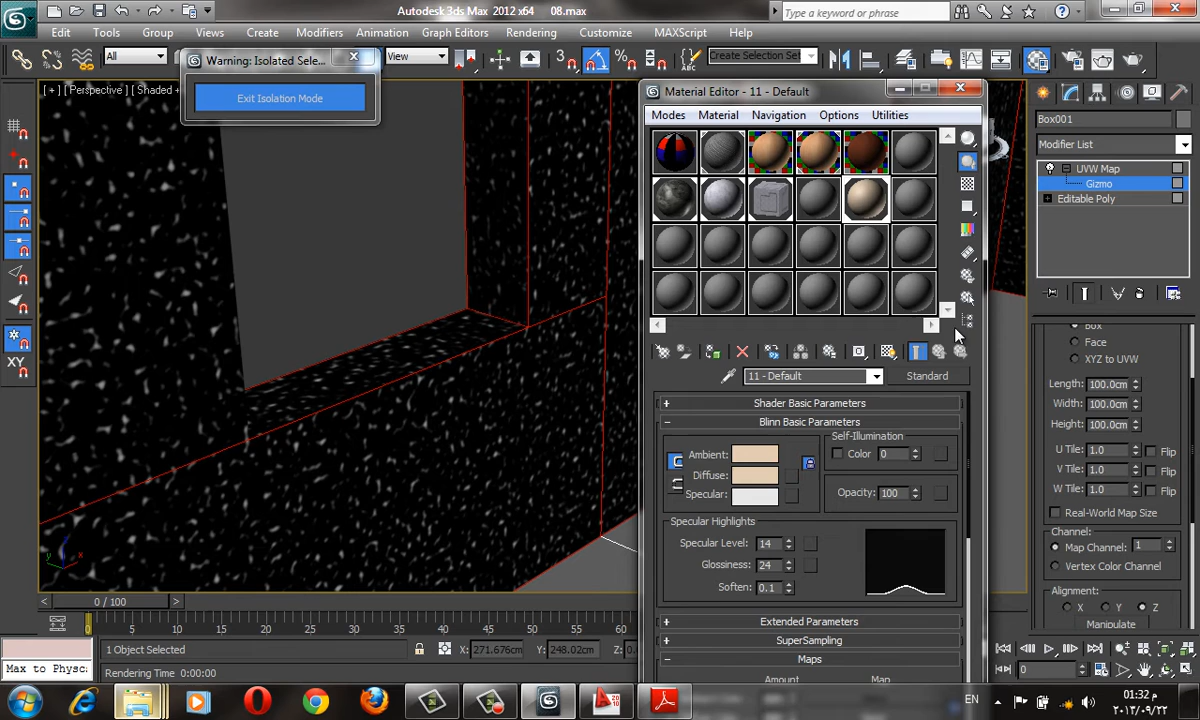 Autodesk 3ds Max 2012 x64    08.max
Type a keyword or phrase
Edit Tools Group Views Create Modifiers Animation Graph Editors Rendering Customize MAXScript Help
All
View
3
Create Selection Set
Warning: Isolated Sele...
Exit Isolation Mode
[ + ] [ Perspective ] [ Shaded +
Material Editor - 11 - Default
Modes Material Navigation Options Utilities
11 - Default
Standard
Shader Basic Parameters
Blinn Basic Parameters
Self-Illumination
Ambient:
Color 0
Diffuse:
Specular:
Opacity: 100
Specular Highlights
Specular Level: 14
Glossiness: 24
Soften: 0.1
Extended Parameters
SuperSampling
Maps
Amount Map
Box001
Modifier List
UVW Map
Gizmo
Editable Poly
Box
Face
XYZ to UVW
Length: 100.0cm
Width: 100.0cm
Height: 100.0cm
U Tile: 1.0 Flip
V Tile: 1.0 Flip
W Tile: 1.0 Flip
Real-World Map Size
Channel:
Map Channel: 1
Vertex Color Channel
Alignment:
X Y Z
Manipulate
XY
y x
0 / 100
0 5 10 15 20 25 30 35 40 45 50 55 60
1 Object Selected
X: 271.676cm Y: 248.02cm Z:
Max to Physca
Rendering Time 0:00:00
0
EN
01:32 م
٢٠١٣/٠٩/٢٢